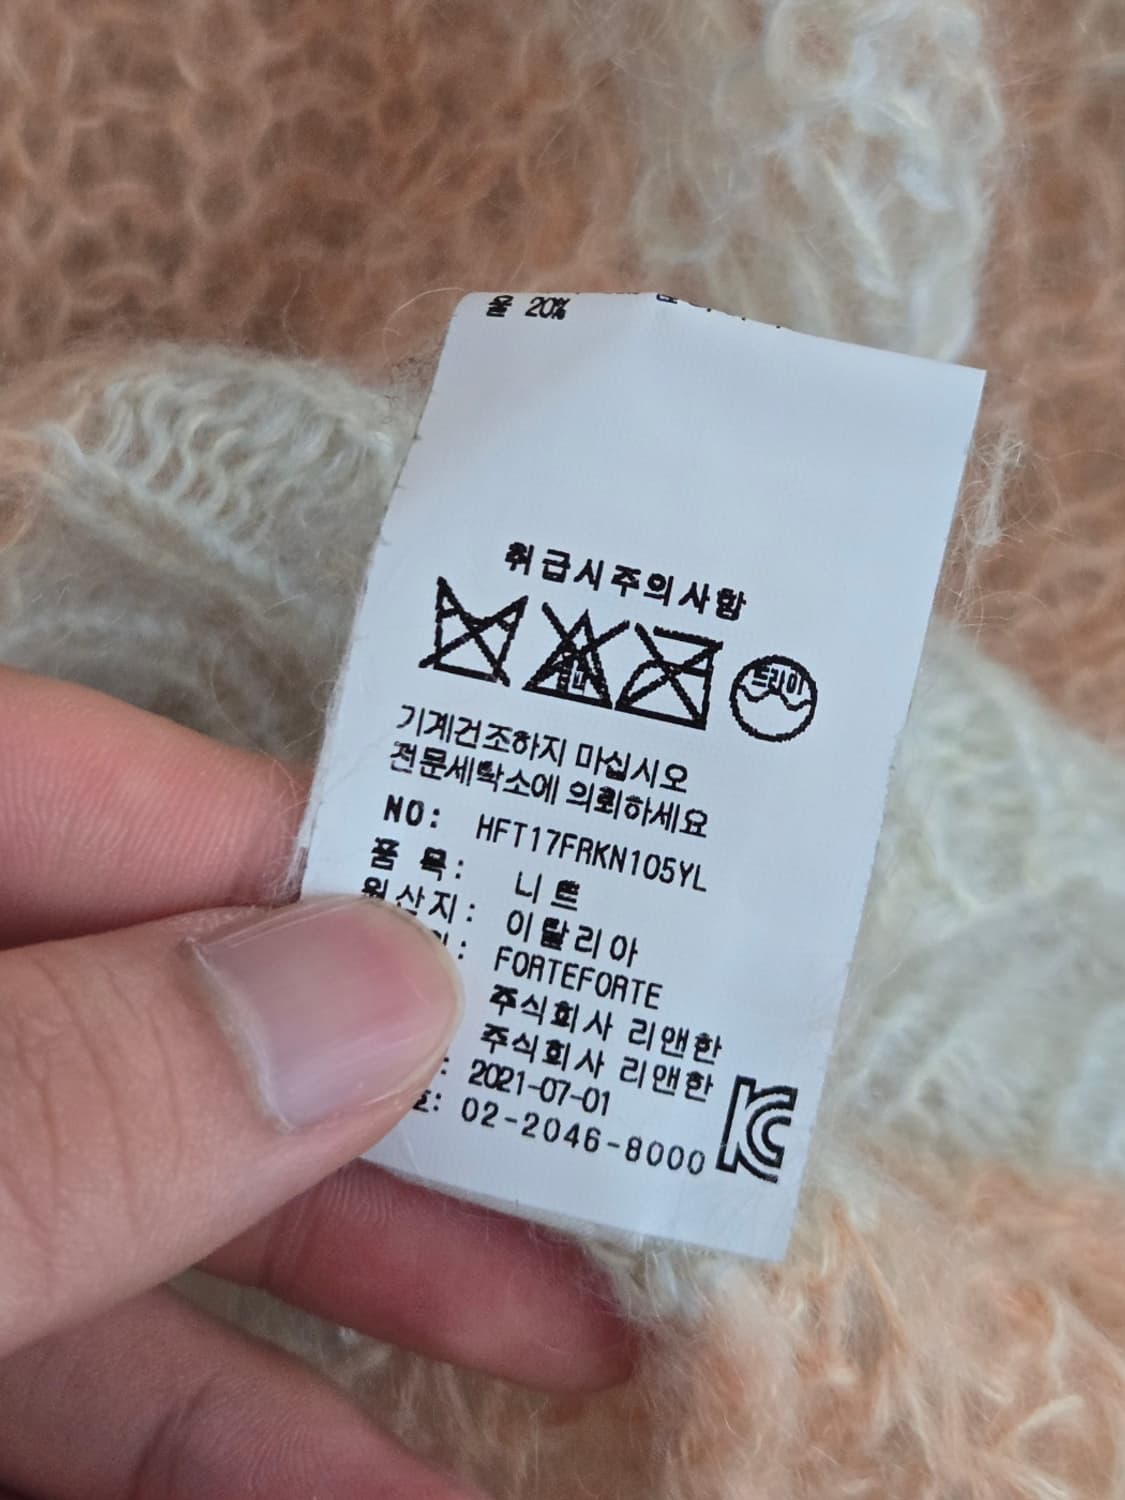 울 20%
취급시주의사항
드라이
기계건조하지 마십시오
전문세탁소에 의뢰하세요
NO: HFT17FRKN105YL
품 목: 니트
원산지: 이탈리아
FORTEFORTE
주식회사 리앤한
주식회사 리앤한
: 2021-07-01
호: 02-2046-8000